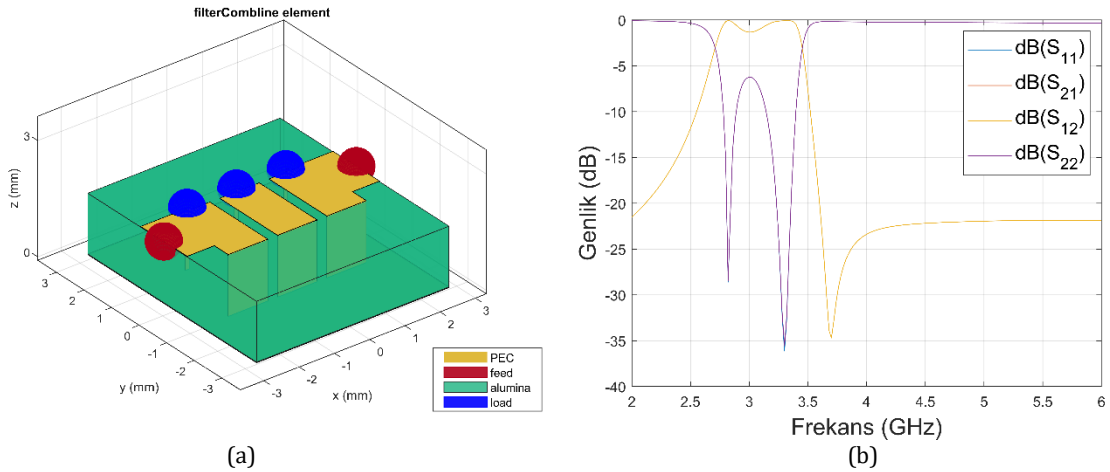 filterCombline element
z (mm)
3
0
3
2
1
0
-1
-2
-3
y (mm)
-3
-2
-1
0
1
2
3
x (mm)
PEC
feed
alumina
load
(a)
Genlik (dB)
0
-5
-10
-15
-20
-25
-30
-35
-40
2 2.5 3 3.5 4 4.5 5 5.5 6
Frekans (GHz)
dB(S11)
dB(S21)
dB(S12)
dB(S22)
(b)